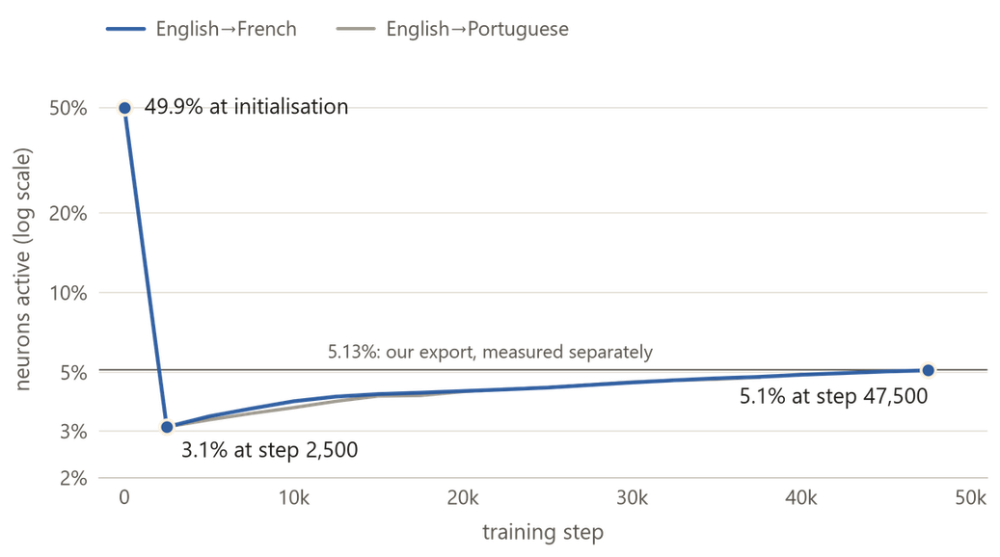 English→French
English→Portuguese
neurons active (log scale)
50%
49.9% at initialisation
20%
10%
5.13%: our export, measured separately
5%
5.1% at step 47,500
3%
3.1% at step 2,500
2%
0 10k 20k 30k 40k 50k
training step